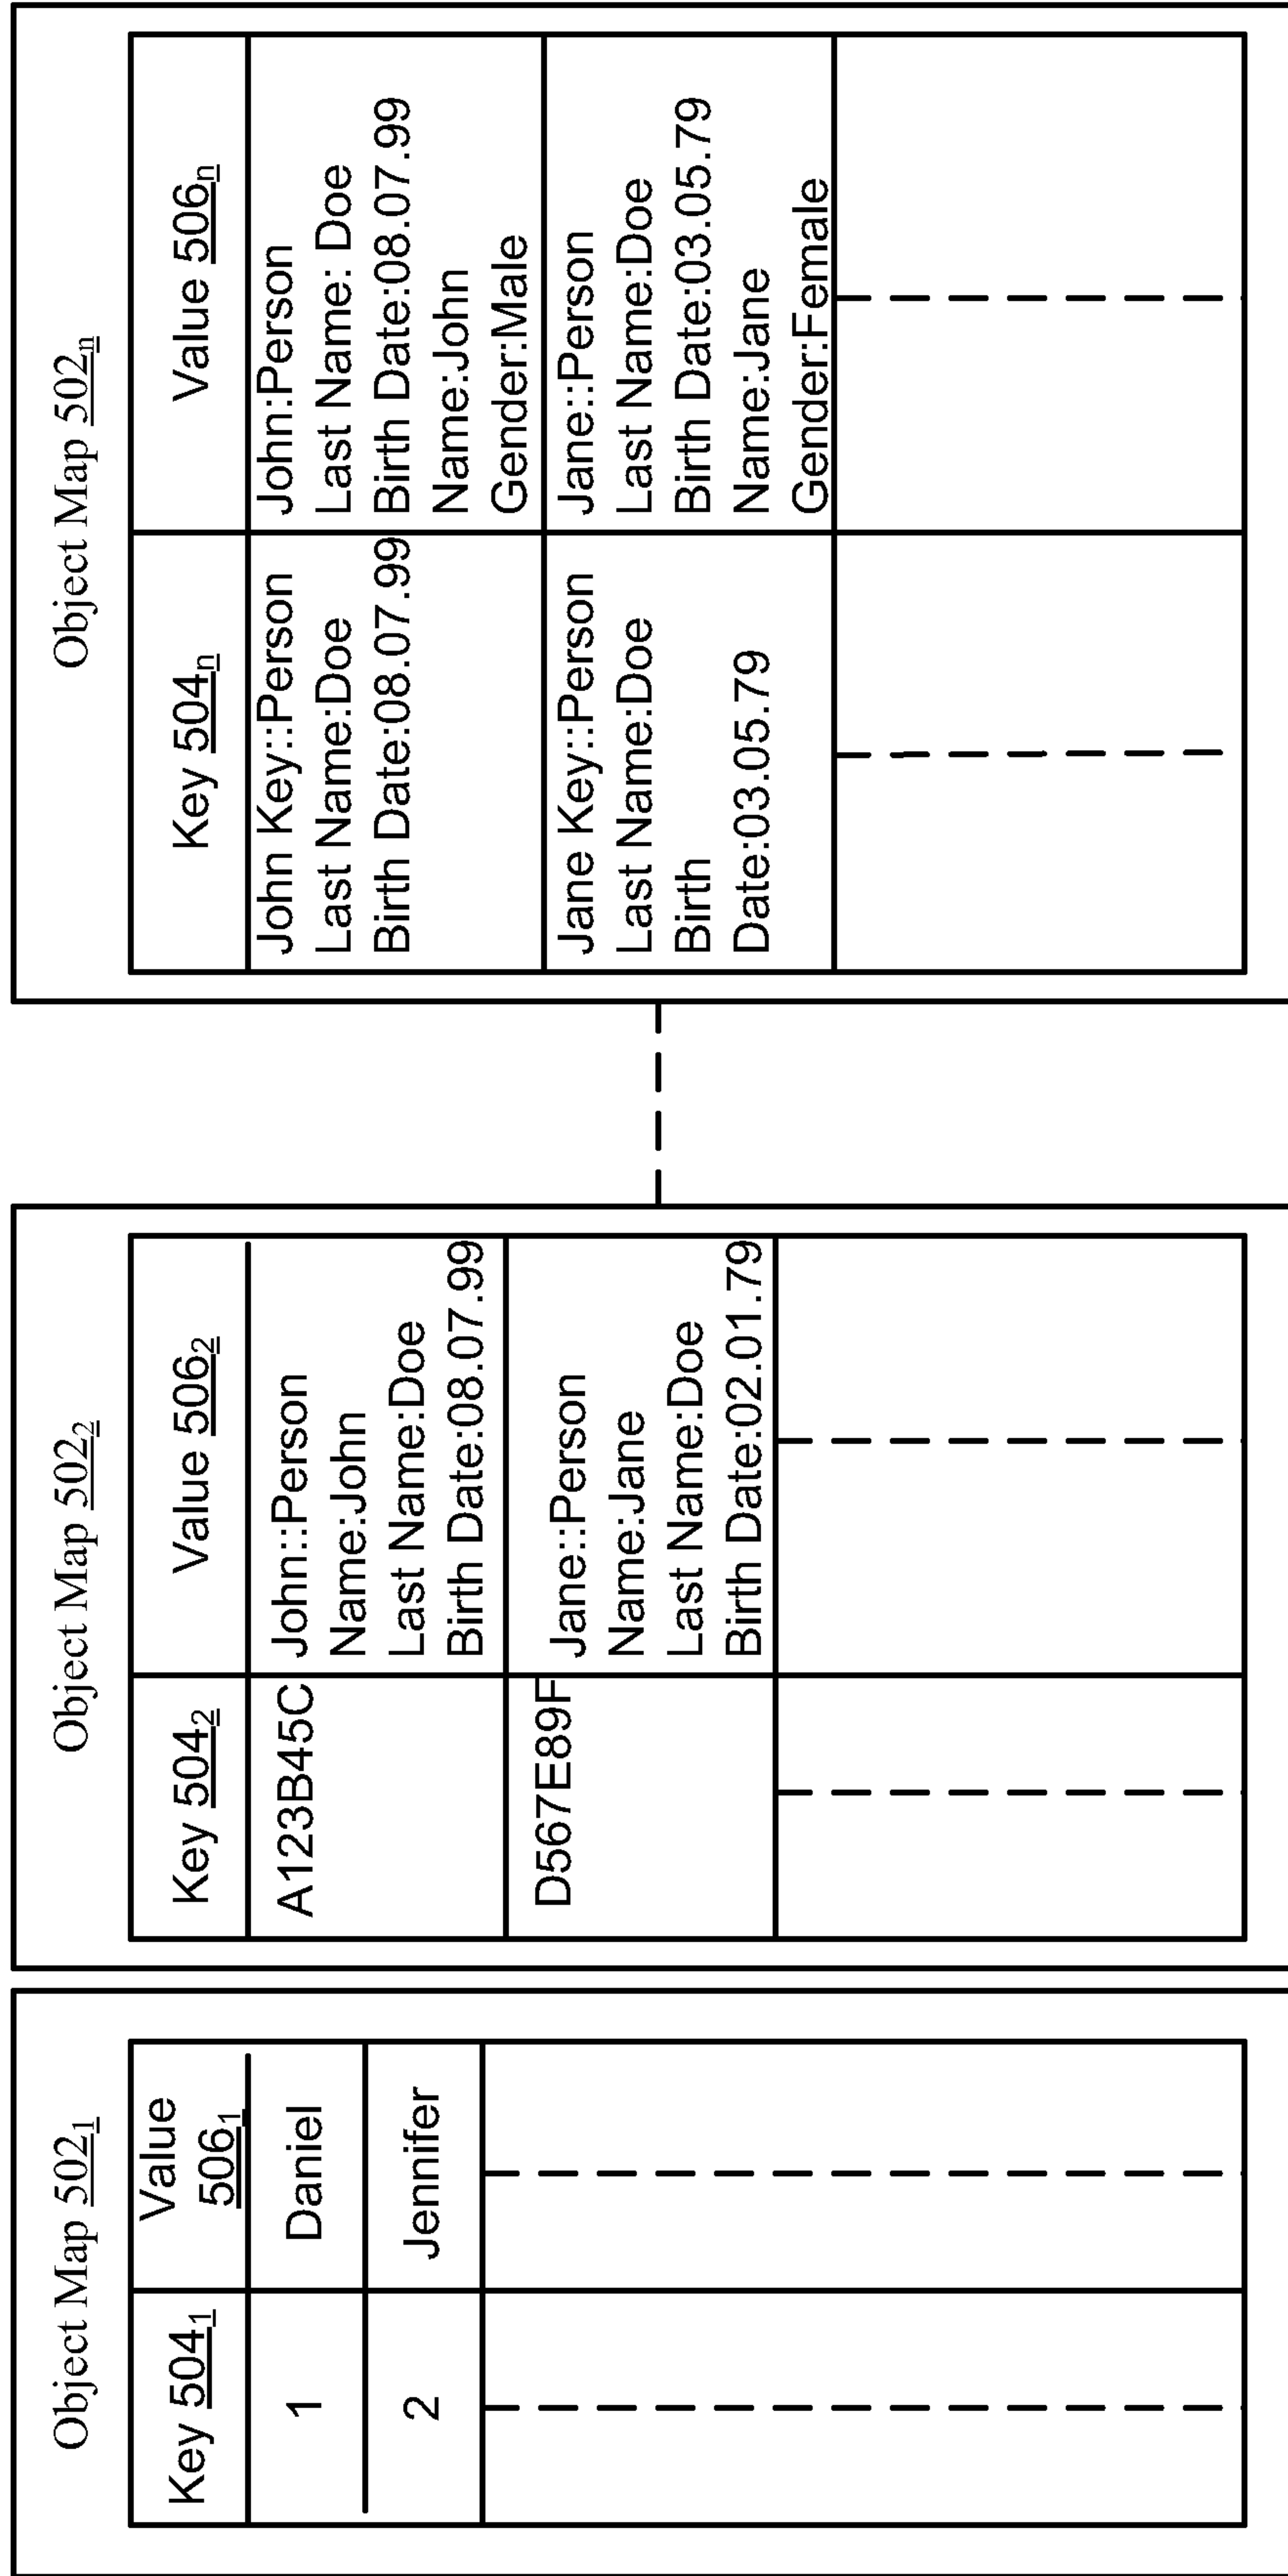 Object Map 502₁
Key 504₁
Value
506₁
1
Daniel
2
Jennifer
Object Map 502₂
Key 504₂
Value 506₂
A123B45C
John::Person
Name:John
Last Name:Doe
Birth Date:08.07.99
D567E89F
Jane::Person
Name:Jane
Last Name:Doe
Birth Date:02.01.79
Object Map 502ₙ
Key 504ₙ
Value 506ₙ
John Key::Person
Last Name:Doe
Birth Date:08.07.99
John:Person
Last Name: Doe
Birth Date:08.07.99
Name:John
Gender:Male
Jane Key::Person
Last Name:Doe
Birth
Date:03.05.79
Jane::Person
Last Name:Doe
Birth Date:03.05.79
Name:Jane
Gender:Female